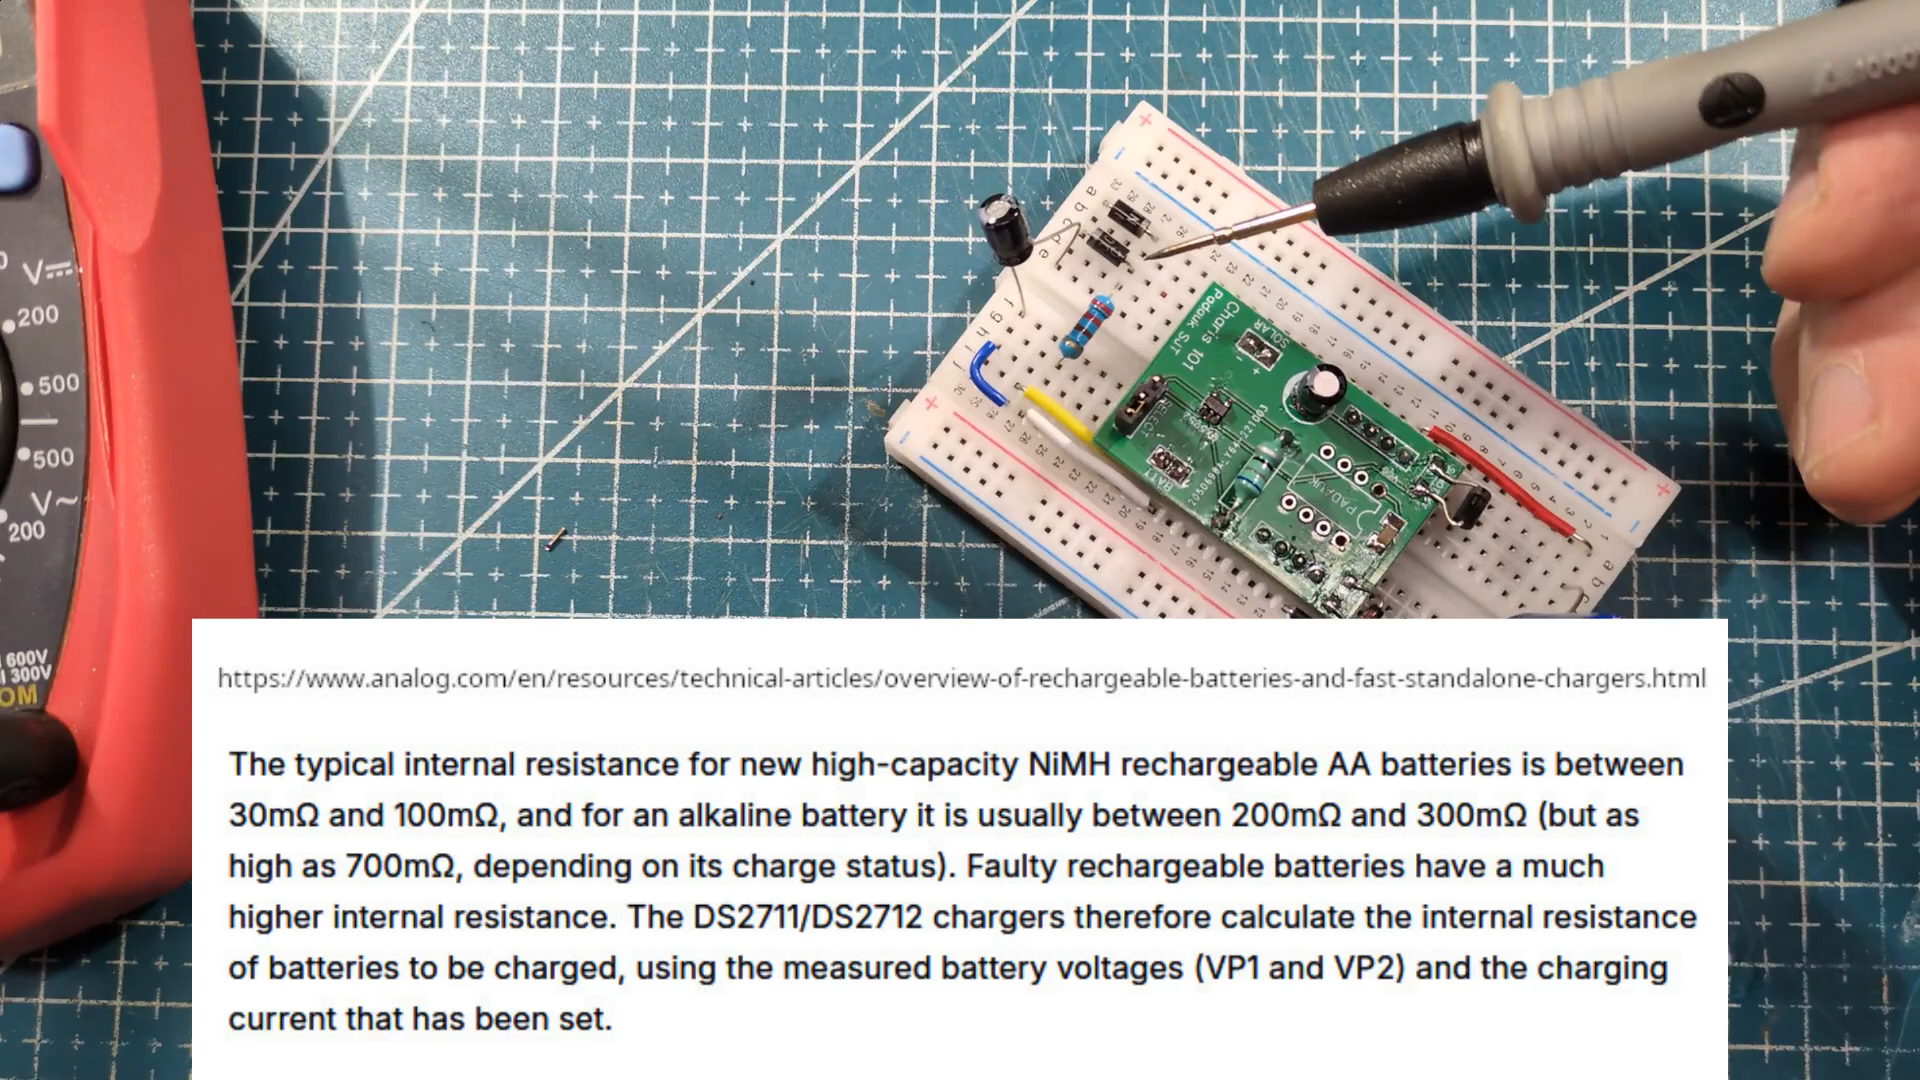 V
200
500
500
V~
200
600V
300V
OM
Charis 101
Padauk SJT
SOLAR
PADAUK
https://www.analog.com/en/resources/technical-articles/overview-of-rechargeable-batteries-and-fast-standalone-chargers.html
The typical internal resistance for new high-capacity NiMH rechargeable AA batteries is between
30mΩ and 100mΩ, and for an alkaline battery it is usually between 200mΩ and 300mΩ (but as
high as 700mΩ, depending on its charge status). Faulty rechargeable batteries have a much
higher internal resistance. The DS2711/DS2712 chargers therefore calculate the internal resistance
of batteries to be charged, using the measured battery voltages (VP1 and VP2) and the charging
current that has been set.